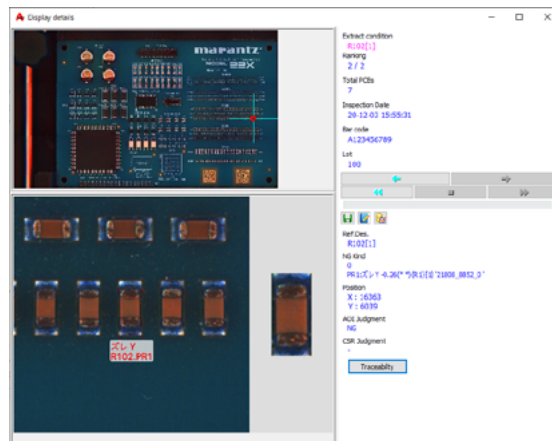 Display details
marantz
22X
Extract condition
R102[1]
Ranking
2 / 2
Total PCBs
7
Inspection Date
20-12-03 15:55:31
Bar code
A123456789
Lot
100
Ref.Des.
R102[1]
NG Kind
0
Position
X : 16363
Y : 6039
AOI Judgment
NG
CSR Judgment
-
Traceability
ズレY
R102.PR1